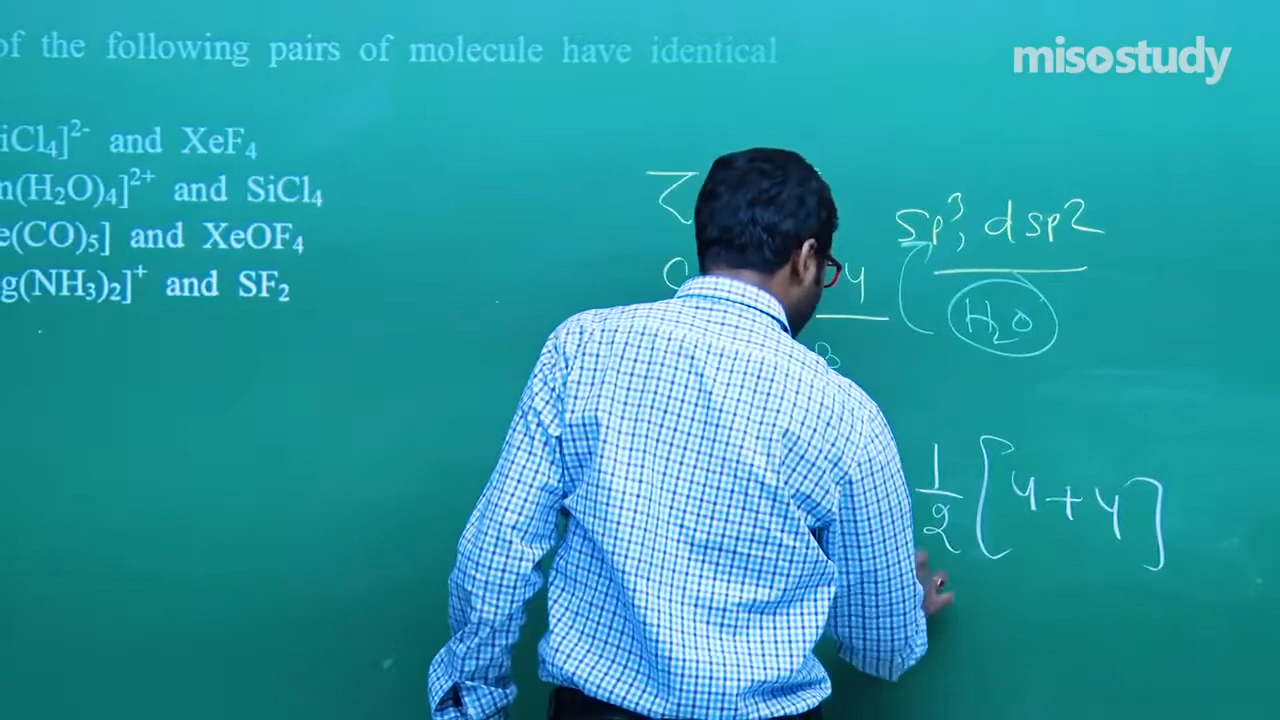 of the following pairs of molecule have identical
misostudy
iCl4]2- and XeF4
n(H2O)4]2+ and SiCl4
e(CO)5] and XeOF4
g(NH3)2]+ and SF2
sp3, dsp2
4
H2O
1/2 [4+4]